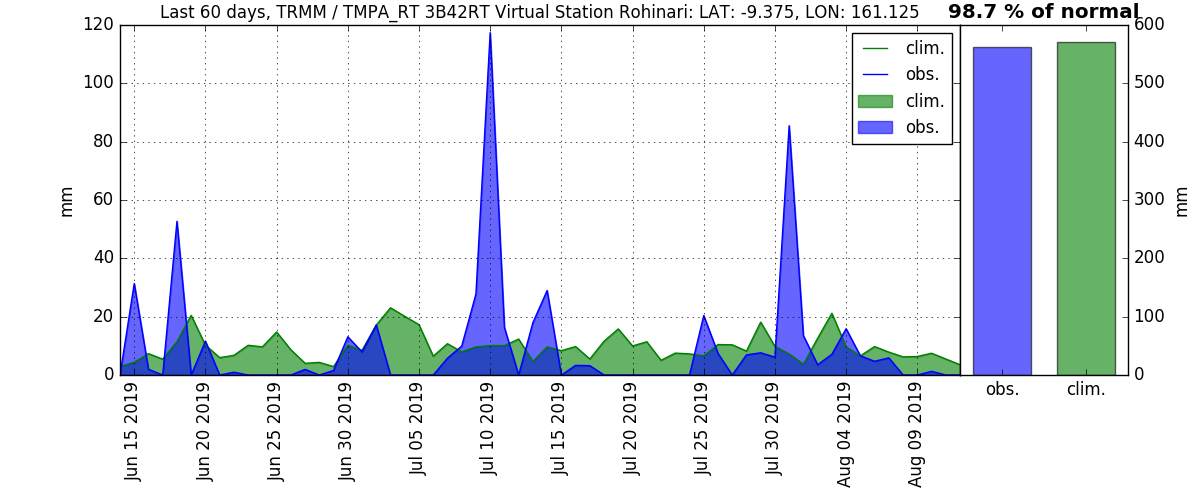 Last 60 days, TRMM / TMPA_RT 3B42RT Virtual Station Rohinari: LAT: -9.375, LON: 161.125
98.7 % of normal
120
100
80
60
40
20
0
mm
clim.
obs.
clim.
obs.
Jun 15 2019
Jun 20 2019
Jun 25 2019
Jun 30 2019
Jul 05 2019
Jul 10 2019
Jul 15 2019
Jul 20 2019
Jul 25 2019
Jul 30 2019
Aug 04 2019
Aug 09 2019
600
500
400
300
200
100
0
mm
obs.
clim.